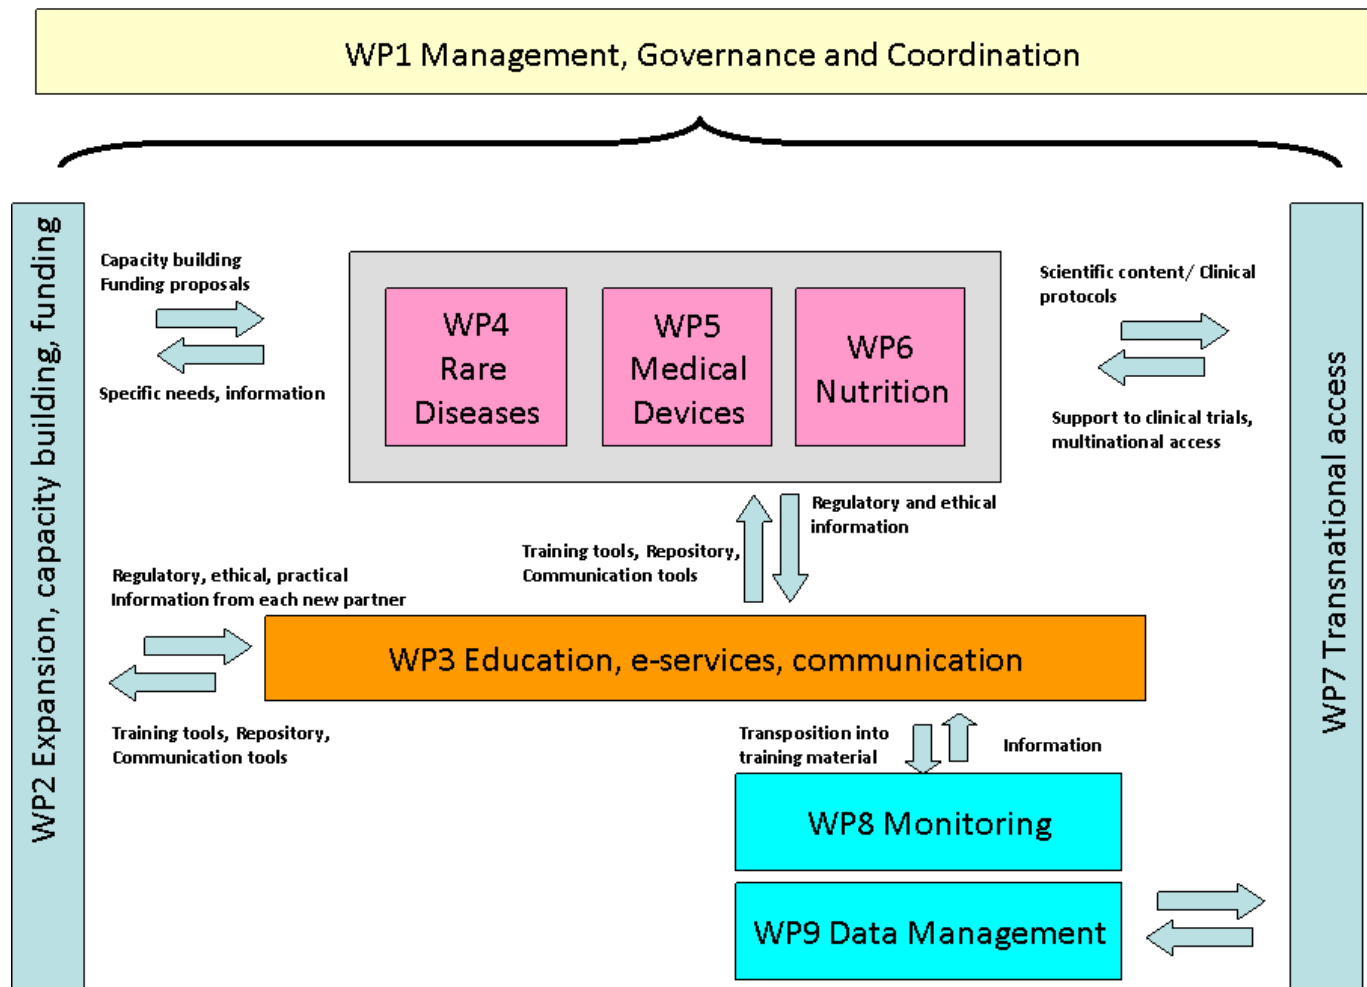 WP1 Management, Governance and Coordination
WP2 Expansion, capacity building, funding
Capacity building
Funding proposals
Specific needs, information
WP4
Rare
Diseases
WP5
Medical
Devices
WP6
Nutrition
Scientific content/ Clinical
protocols
Support to clinical trials,
multinational access
WP7 Transnational access
Regulatory and ethical
information
Training tools, Repository,
Communication tools
Regulatory, ethical, practical
Information from each new partner
WP3 Education, e-services, communication
Training tools, Repository,
Communication tools
Transposition into
training material
Information
WP8 Monitoring
WP9 Data Management